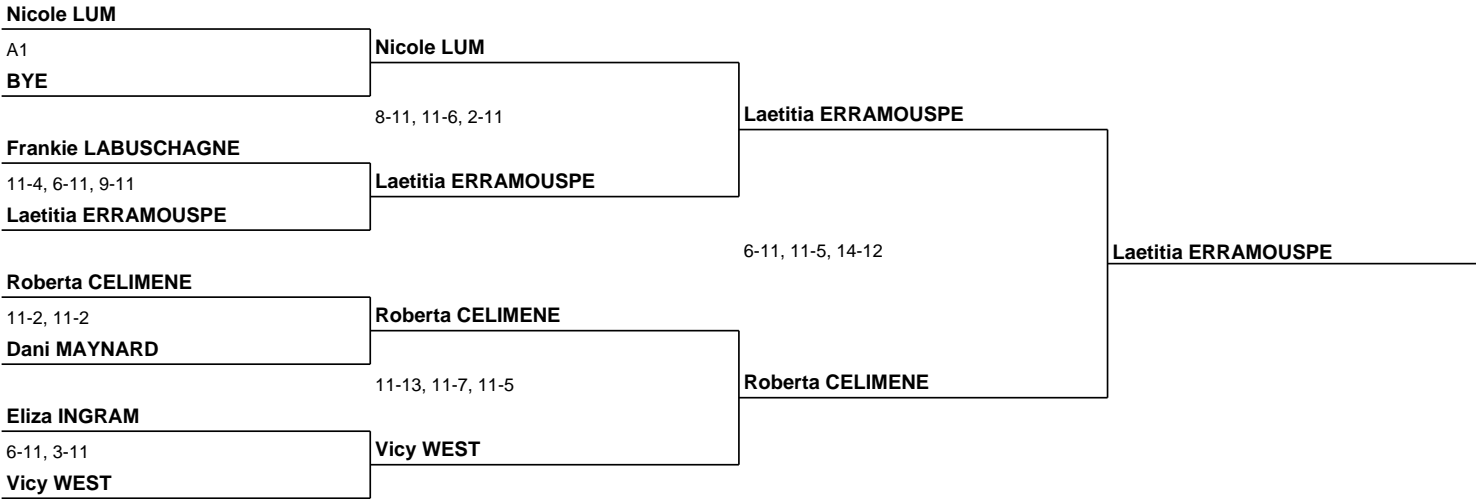 Nicole LUM
A1
BYE
Nicole LUM
8-11, 11-6, 2-11
Frankie LABUSCHAGNE
11-4, 6-11, 9-11
Laetitia ERRAMOUSPE
Laetitia ERRAMOUSPE
Laetitia ERRAMOUSPE
6-11, 11-5, 14-12
Laetitia ERRAMOUSPE
Roberta CELIMENE
11-2, 11-2
Dani MAYNARD
Roberta CELIMENE
11-13, 11-7, 11-5
Roberta CELIMENE
Eliza INGRAM
6-11, 3-11
Vicy WEST
Vicy WEST